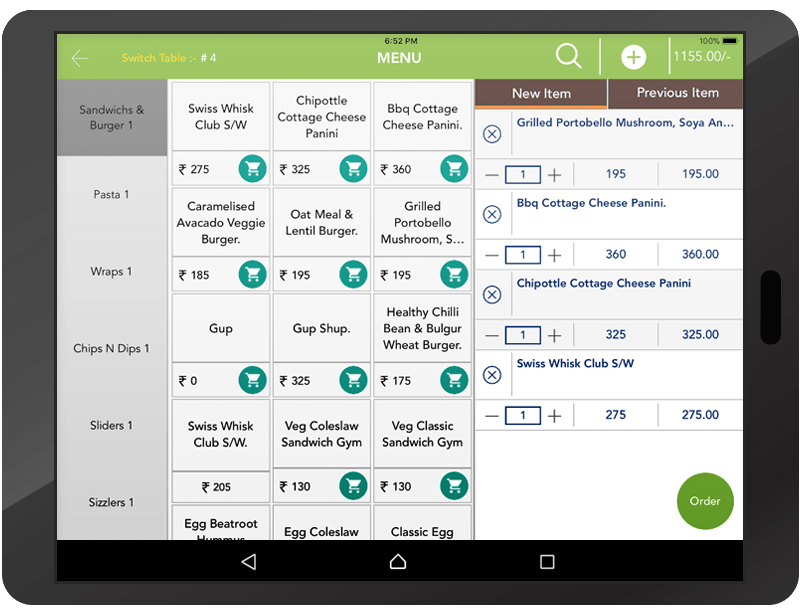 6:52 PM
100%
Switch Table :- # 4
MENU
1155.00/-
Sandwichs &
Burger 1
Pasta 1
Wraps 1
Chips N Dips 1
Sliders 1
Sizzlers 1
Swiss Whisk
Club S/W
Chipottle
Cottage Cheese
Panini
Bbq Cottage
Cheese Panini.
₹ 275
₹ 325
₹ 360
Caramelised
Avacado Veggie
Burger.
Oat Meal &
Lentil Burger.
Grilled
Portobello
Mushroom, S...
₹ 185
₹ 195
₹ 195
Gup
Gup Shup.
Healthy Chilli
Bean & Bulgur
Wheat Burger.
₹ 0
₹ 325
₹ 175
Swiss Whisk
Club S/W.
Veg Coleslaw
Sandwich Gym
Veg Classic
Sandwich Gym
₹ 205
₹ 130
₹ 130
Egg Beatroot
Hummus
Egg Coleslaw
Classic Egg
New Item
Previous Item
Grilled Portobello Mushroom, Soya An...
1 195 195.00
Bbq Cottage Cheese Panini.
1 360 360.00
Chipottle Cottage Cheese Panini
1 325 325.00
Swiss Whisk Club S/W
1 275 275.00
Order